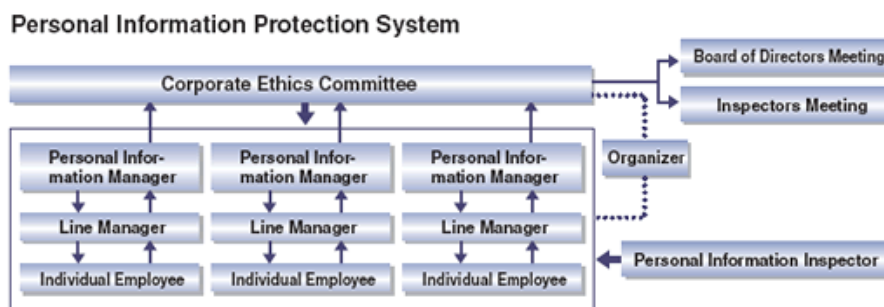 Personal Information Protection System
Board of Directors Meeting
Corporate Ethics Committee
Inspectors Meeting
Personal Infor-
mation Manager
Personal Infor-
mation Manager
Personal Infor-
mation Manager
Organizer
Line Manager
Line Manager
Line Manager
Personal Information Inspector
Individual Employee
Individual Employee
Individual Employee